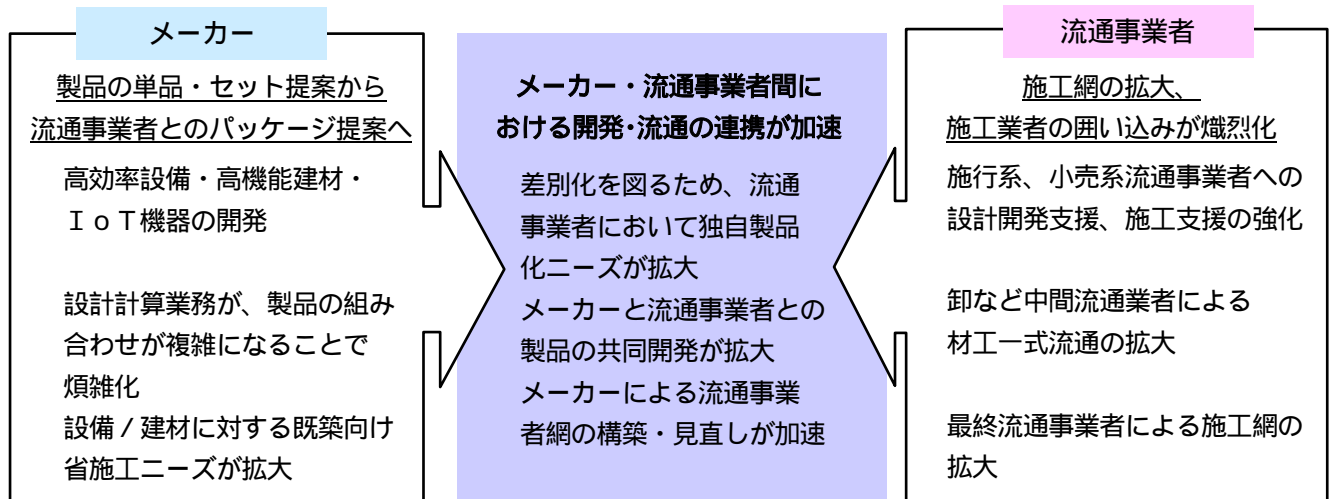 メーカー
製品の単品・セット提案から
流通事業者とのパッケージ提案へ
高効率設備・高機能建材・
ＩｏＴ機器の開発
設計計算業務が、製品の組み
合わせが複雑になることで
煩雑化
設備／建材に対する既築向け
省施工ニーズが拡大
メーカー・流通事業者間に
おける開発･流通の連携が加速
差別化を図るため、流通
事業者において独自製品
化ニーズが拡大
メーカーと流通事業者との
製品の共同開発が拡大
メーカーによる流通事業
者網の構築・見直しが加速
流通事業者
施工網の拡大、
施工業者の囲い込みが熾烈化
施行系、小売系流通事業者への
設計開発支援、施工支援の強化
卸など中間流通業者による
材工一式流通の拡大
最終流通事業者による施工網の
拡大